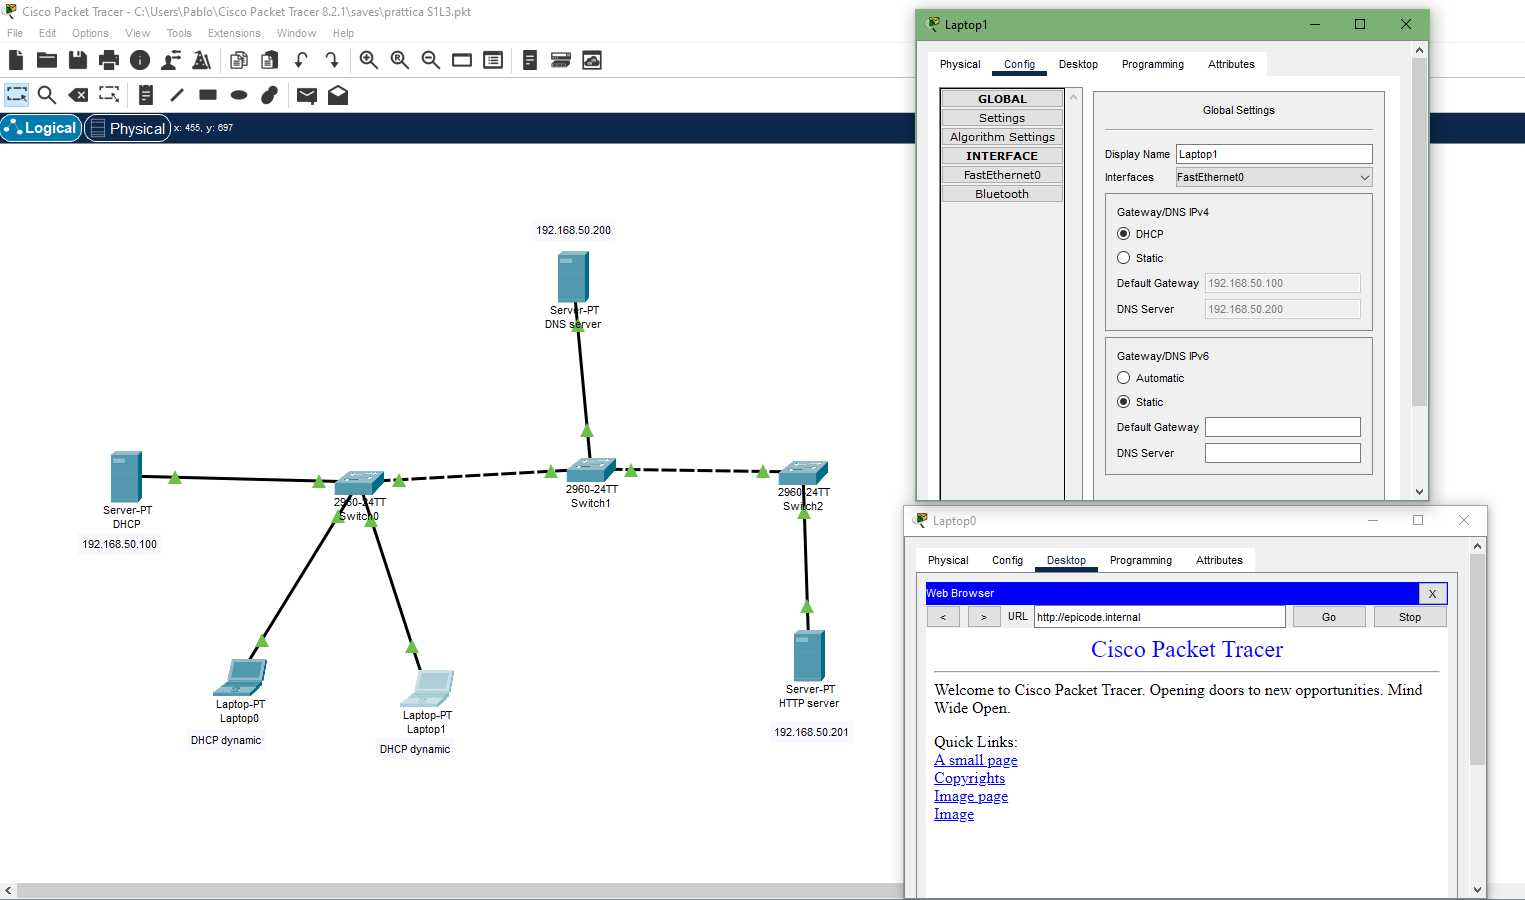 Cisco Packet Tracer - C:\Users\Pablo\Cisco Packet Tracer 8.2.1\saves\prattica S1L3.pkt
File Edit Options View Tools Extensions Window Help
Logical Physical x: 455, y: 697
192.168.50.200
Server-PT
DNS server
Server-PT
DHCP
192.168.50.100
2960-24TT
Switch0
2960-24TT
Switch1
2960-24TT
Switch2
Laptop-PT
Laptop0
DHCP dynamic
Laptop-PT
Laptop1
DHCP dynamic
Server-PT
HTTP server
192.168.50.201
Laptop1
Physical Config Desktop Programming Attributes
GLOBAL
Settings
Algorithm Settings
INTERFACE
FastEthernet0
Bluetooth
Global Settings
Display Name Laptop1
Interfaces FastEthernet0
Gateway/DNS IPv4
DHCP
Static
Default Gateway 192.168.50.100
DNS Server 192.168.50.200
Gateway/DNS IPv6
Automatic
Static
Default Gateway
DNS Server
Laptop0
Physical Config Desktop Programming Attributes
Web Browser X
< > URL http://epicode.internal Go Stop
Cisco Packet Tracer
Welcome to Cisco Packet Tracer. Opening doors to new opportunities. Mind
Wide Open.
Quick Links:
A small page
Copyrights
Image page
Image